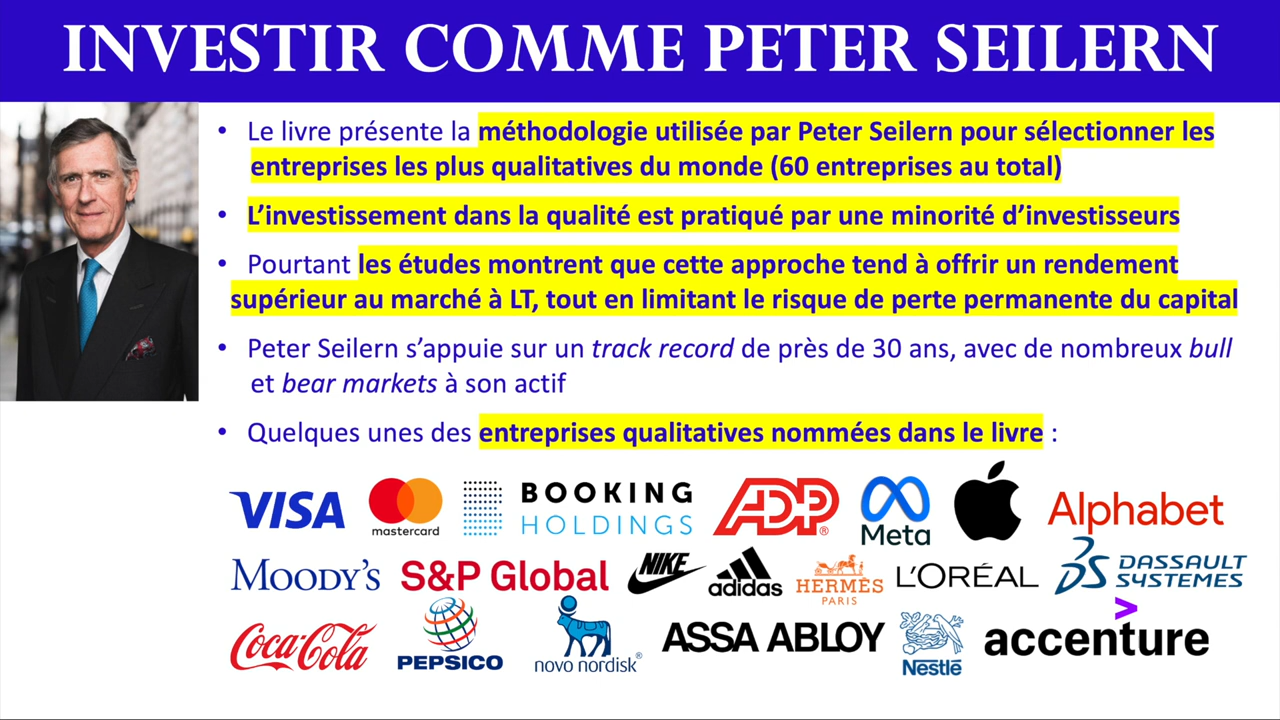 INVESTIR COMME PETER SEILERN
• Le livre présente la méthodologie utilisée par Peter Seilern pour sélectionner les
entreprises les plus qualitatives du monde (60 entreprises au total)
• L’investissement dans la qualité est pratiqué par une minorité d’investisseurs
• Pourtant les études montrent que cette approche tend à offrir un rendement
supérieur au marché à LT, tout en limitant le risque de perte permanente du capital
• Peter Seilern s’appuie sur un track record de près de 30 ans, avec de nombreux bull
et bear markets à son actif
• Quelques unes des entreprises qualitatives nommées dans le livre :
VISA
mastercard
BOOKING
HOLDINGS
ADP®
Meta
Alphabet
MOODY'S
S&P Global
NIKE
adidas
HERMÈS
PARIS
L'ORÉAL
3DS DASSAULT
SYSTEMES
Coca-Cola
PEPSICO
novo nordisk®
ASSA ABLOY
Nestlé
>
accenture